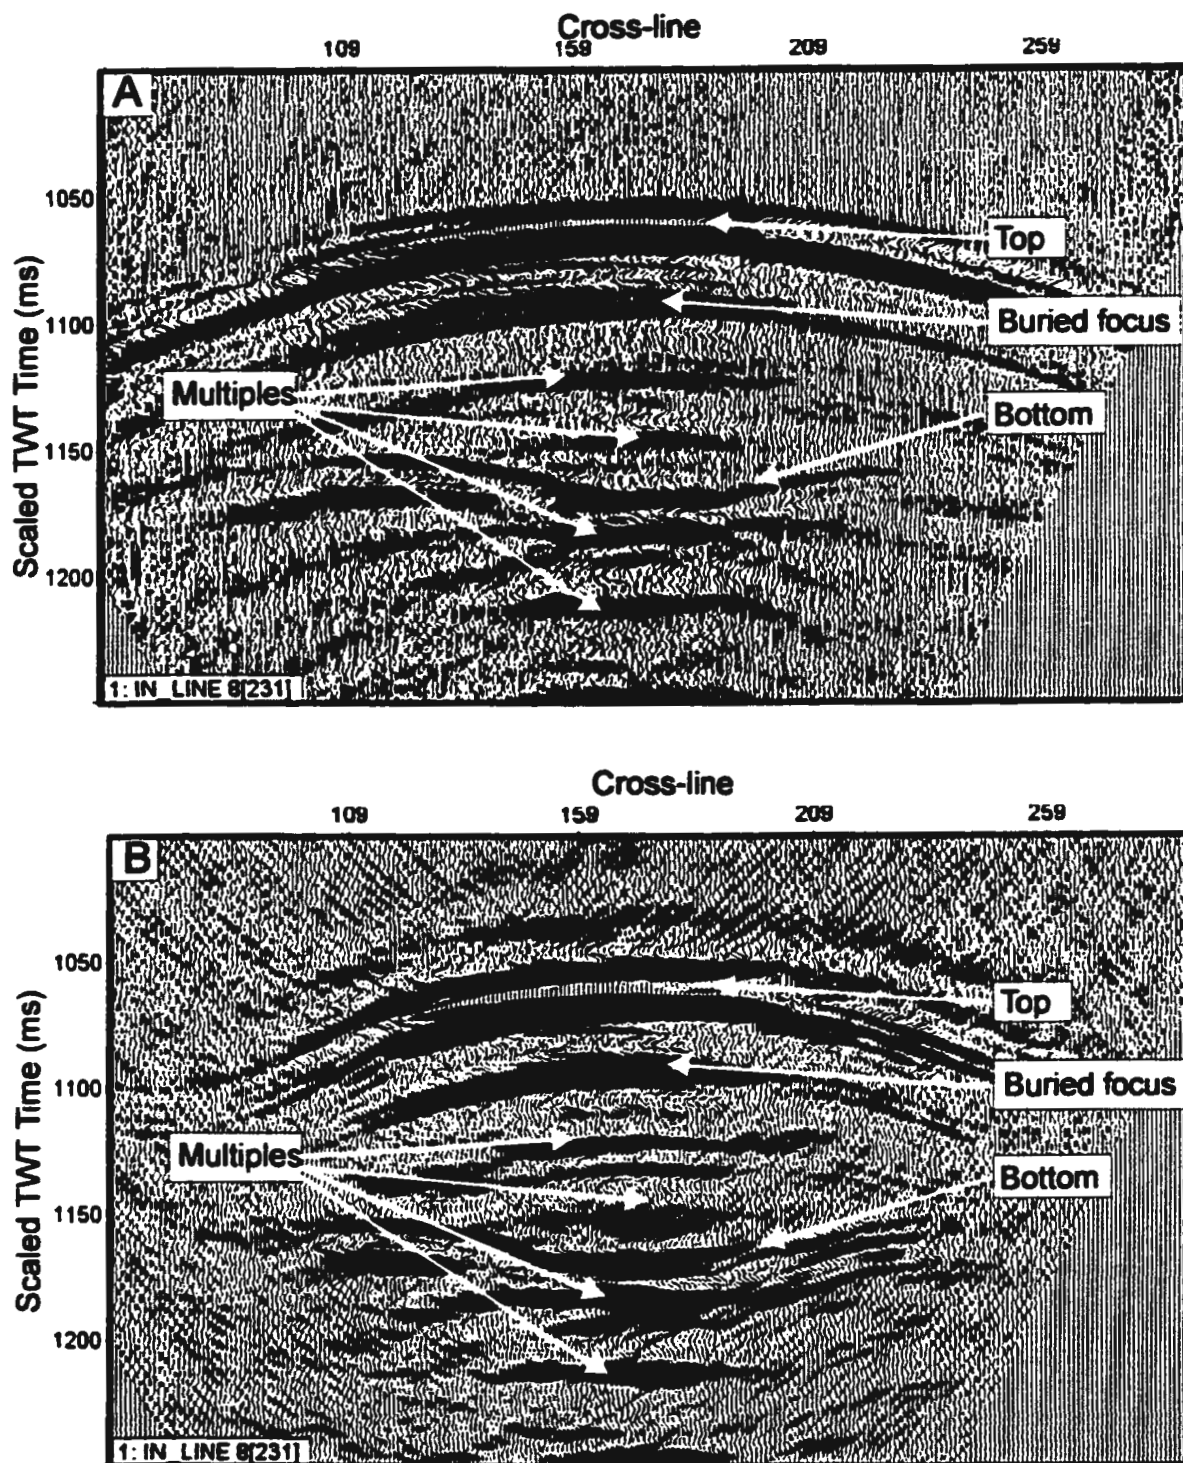 Cross-line
109 159 209 259
A
1050
Top
1100
Buried focus
Multiples
Bottom
1150
1200
Scaled TWT Time (ms)
1: IN_LINE 8[231]
Cross-line
109 159 209 259
B
1050
Top
1100
Buried focus
Multiples
Bottom
1150
1200
Scaled TWT Time (ms)
1: IN_LINE 8[231]